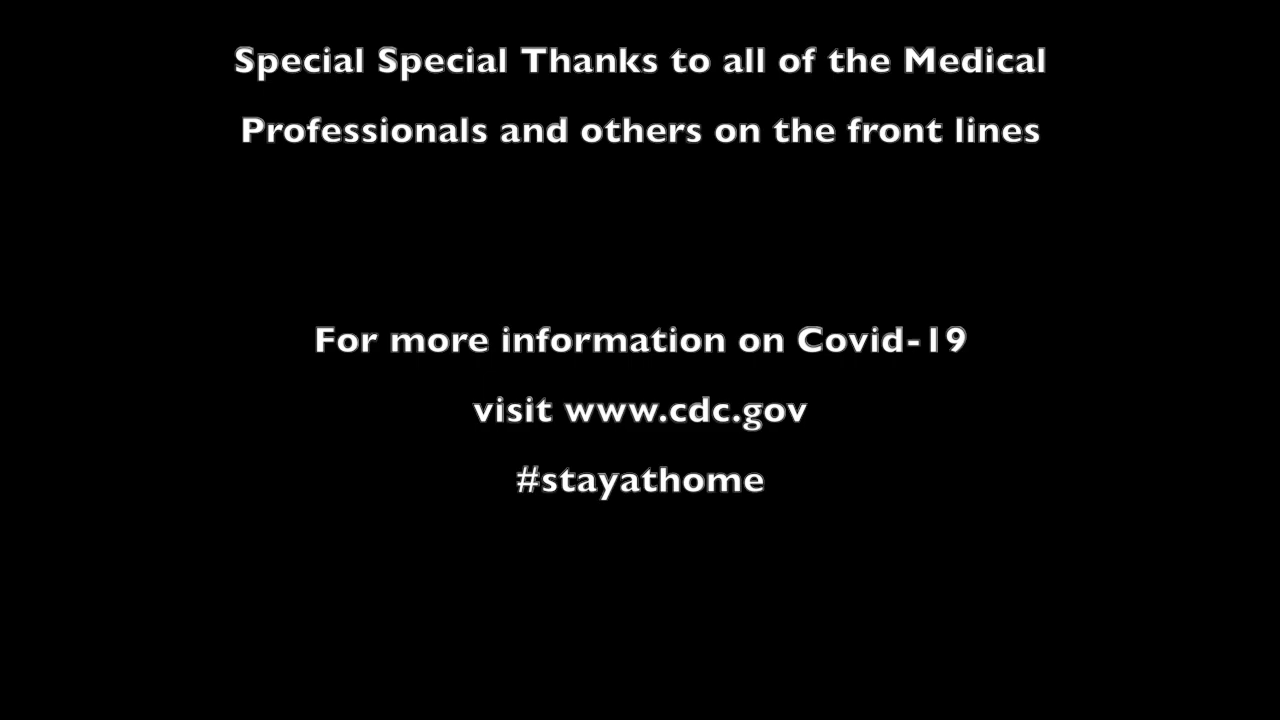 Special Special Thanks to all of the Medical
Professionals and others on the front lines
For more information on Covid-19
visit www.cdc.gov
#stayathome